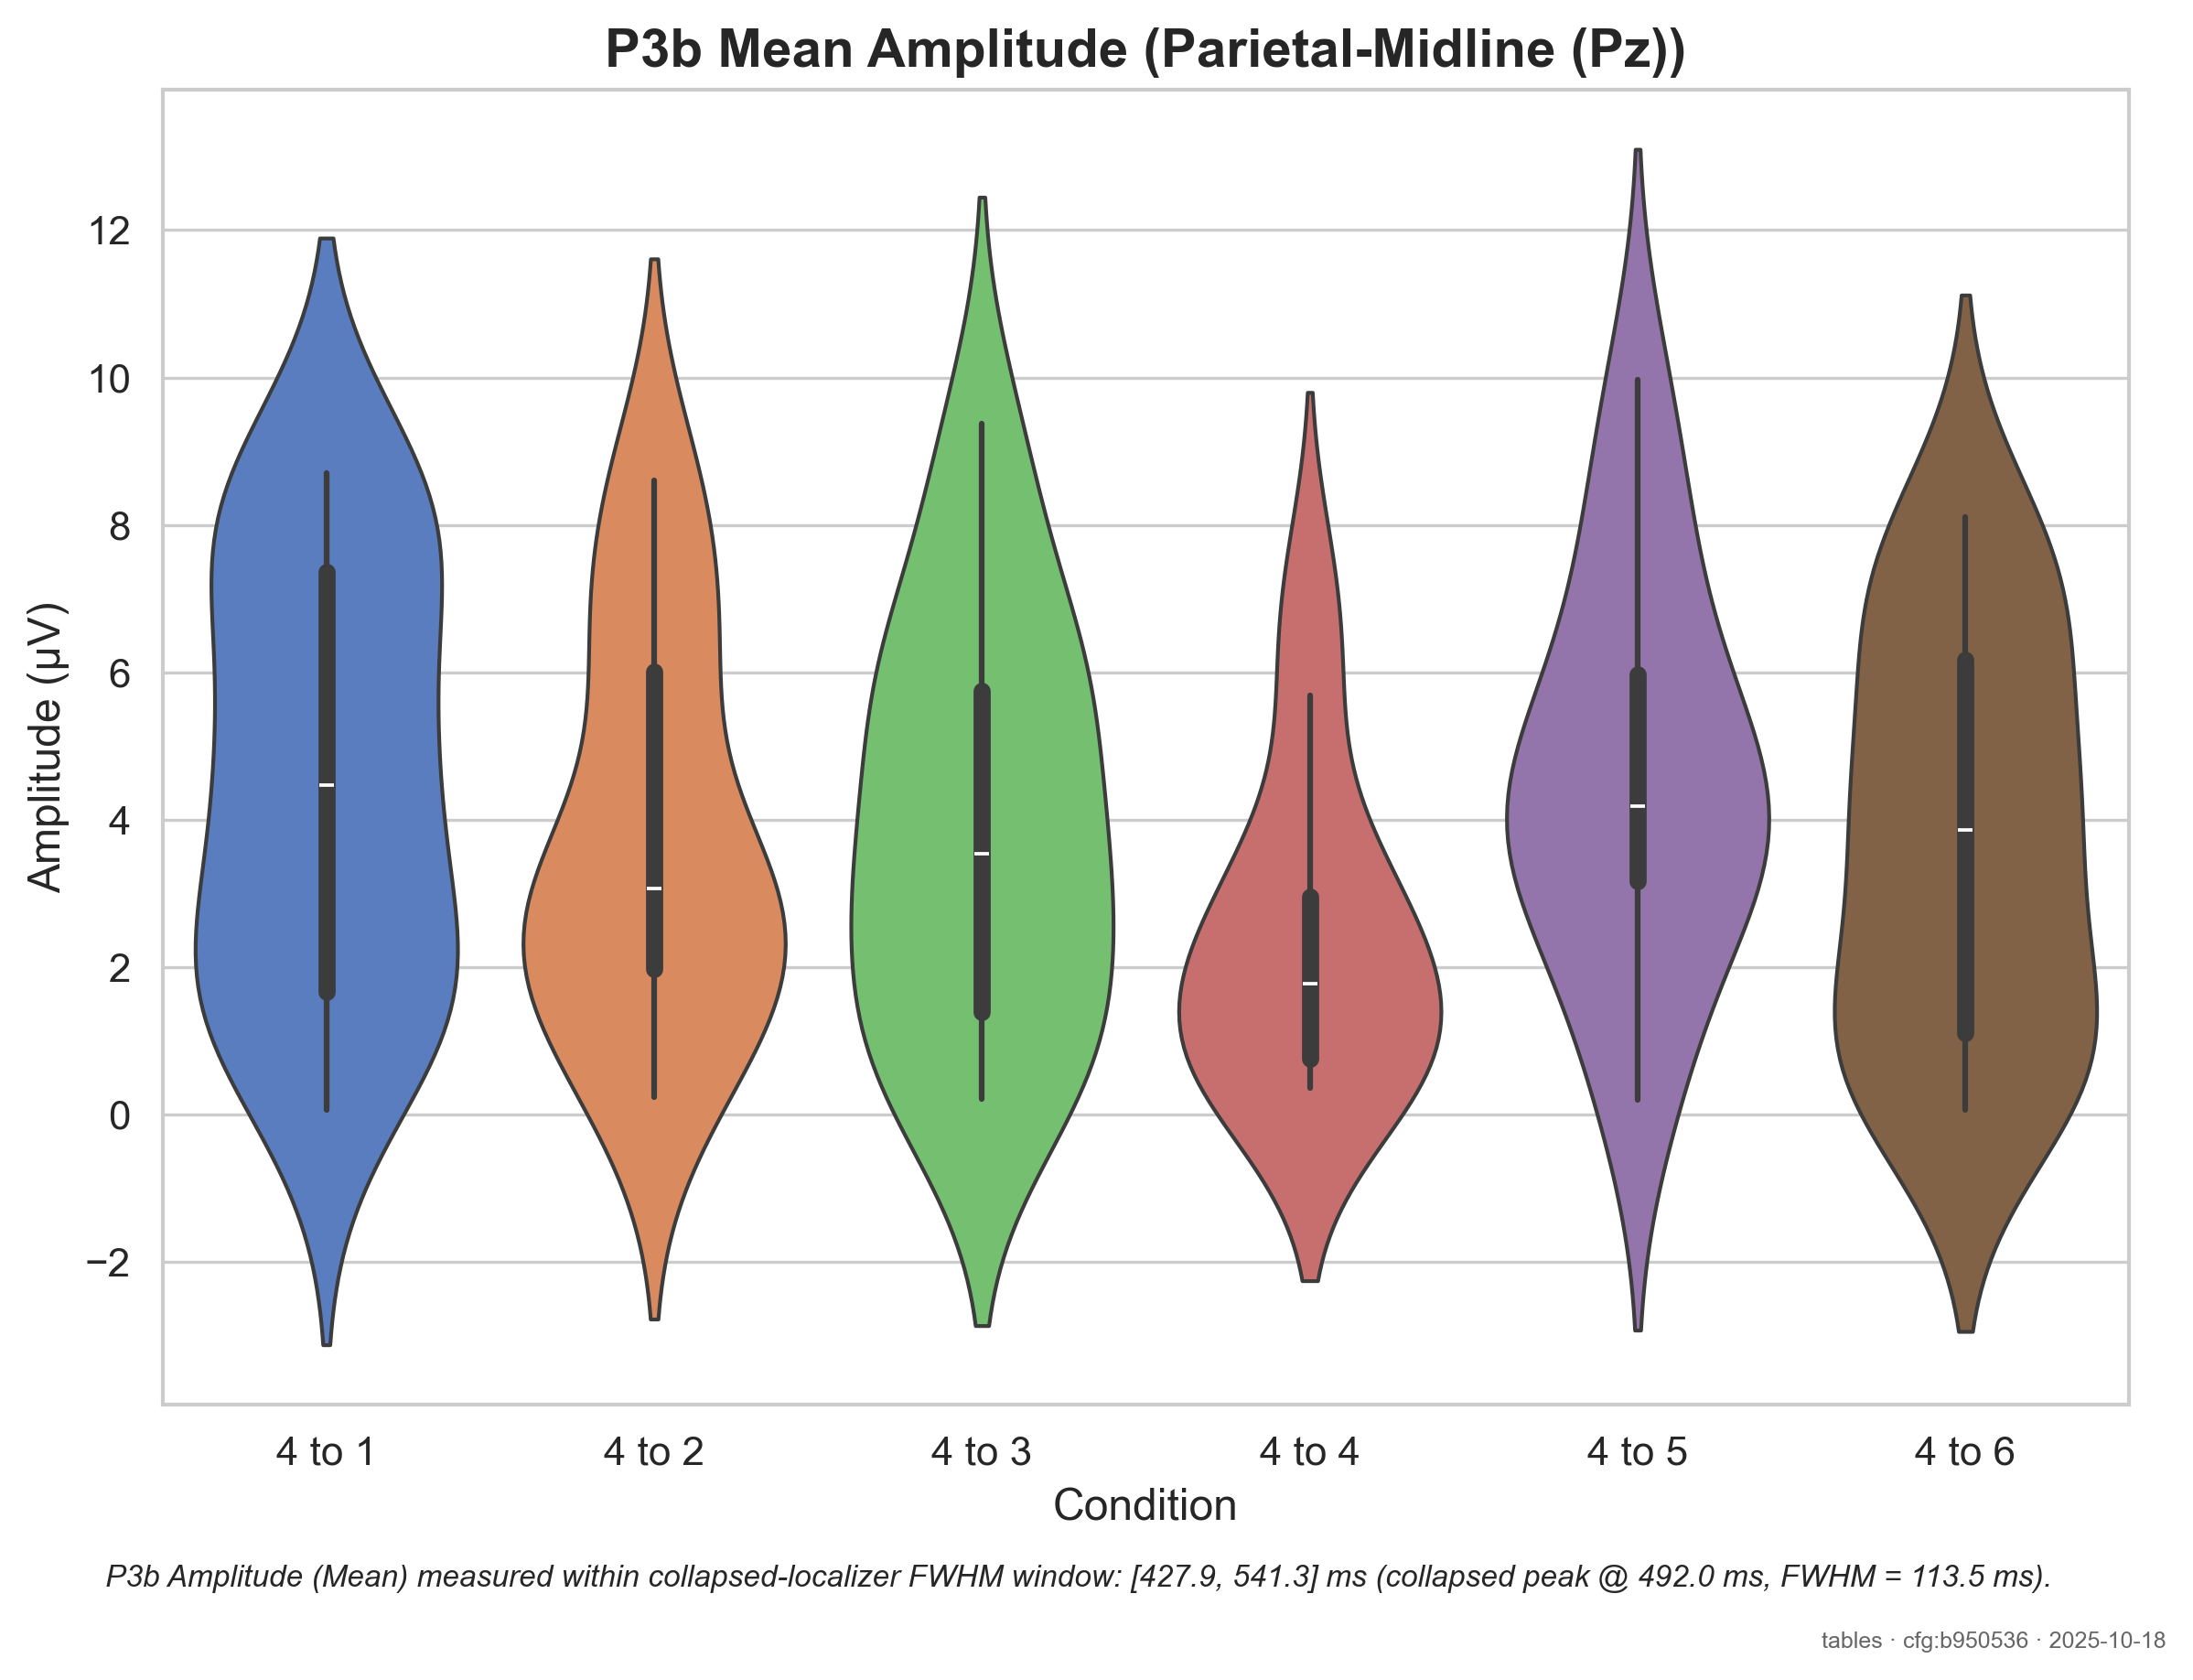 P3b Mean Amplitude (Parietal-Midline (Pz))
Amplitude (µV)
12
10
8
6
4
2
0
−2
4 to 1 4 to 2 4 to 3 4 to 4 4 to 5 4 to 6
Condition
P3b Amplitude (Mean) measured within collapsed-localizer FWHM window: [427.9, 541.3] ms (collapsed peak @ 492.0 ms, FWHM = 113.5 ms).
tables · cfg:b950536 · 2025-10-18